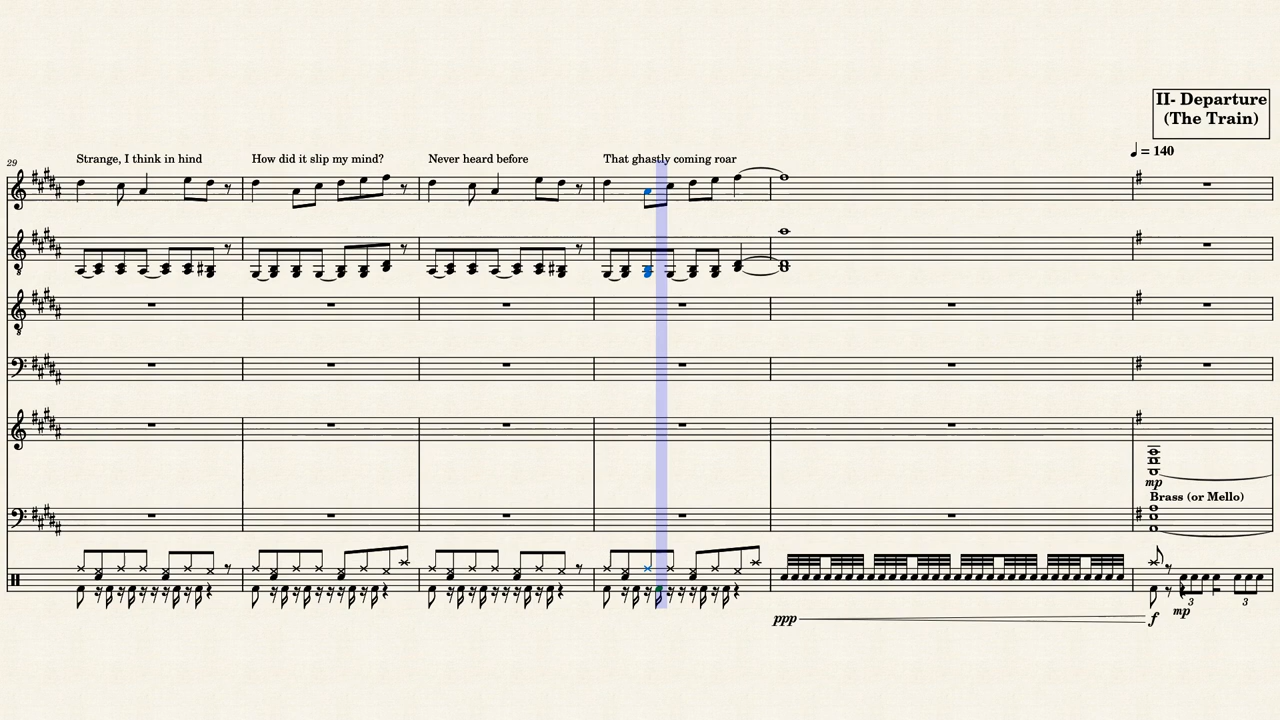 II- Departure
(The Train)
29
Strange, I think in hind
How did it slip my mind?
Never heard before
That ghastly coming roar
♩ = 140
mp
Brass (or Mello)
3
3
mp
ppp
f